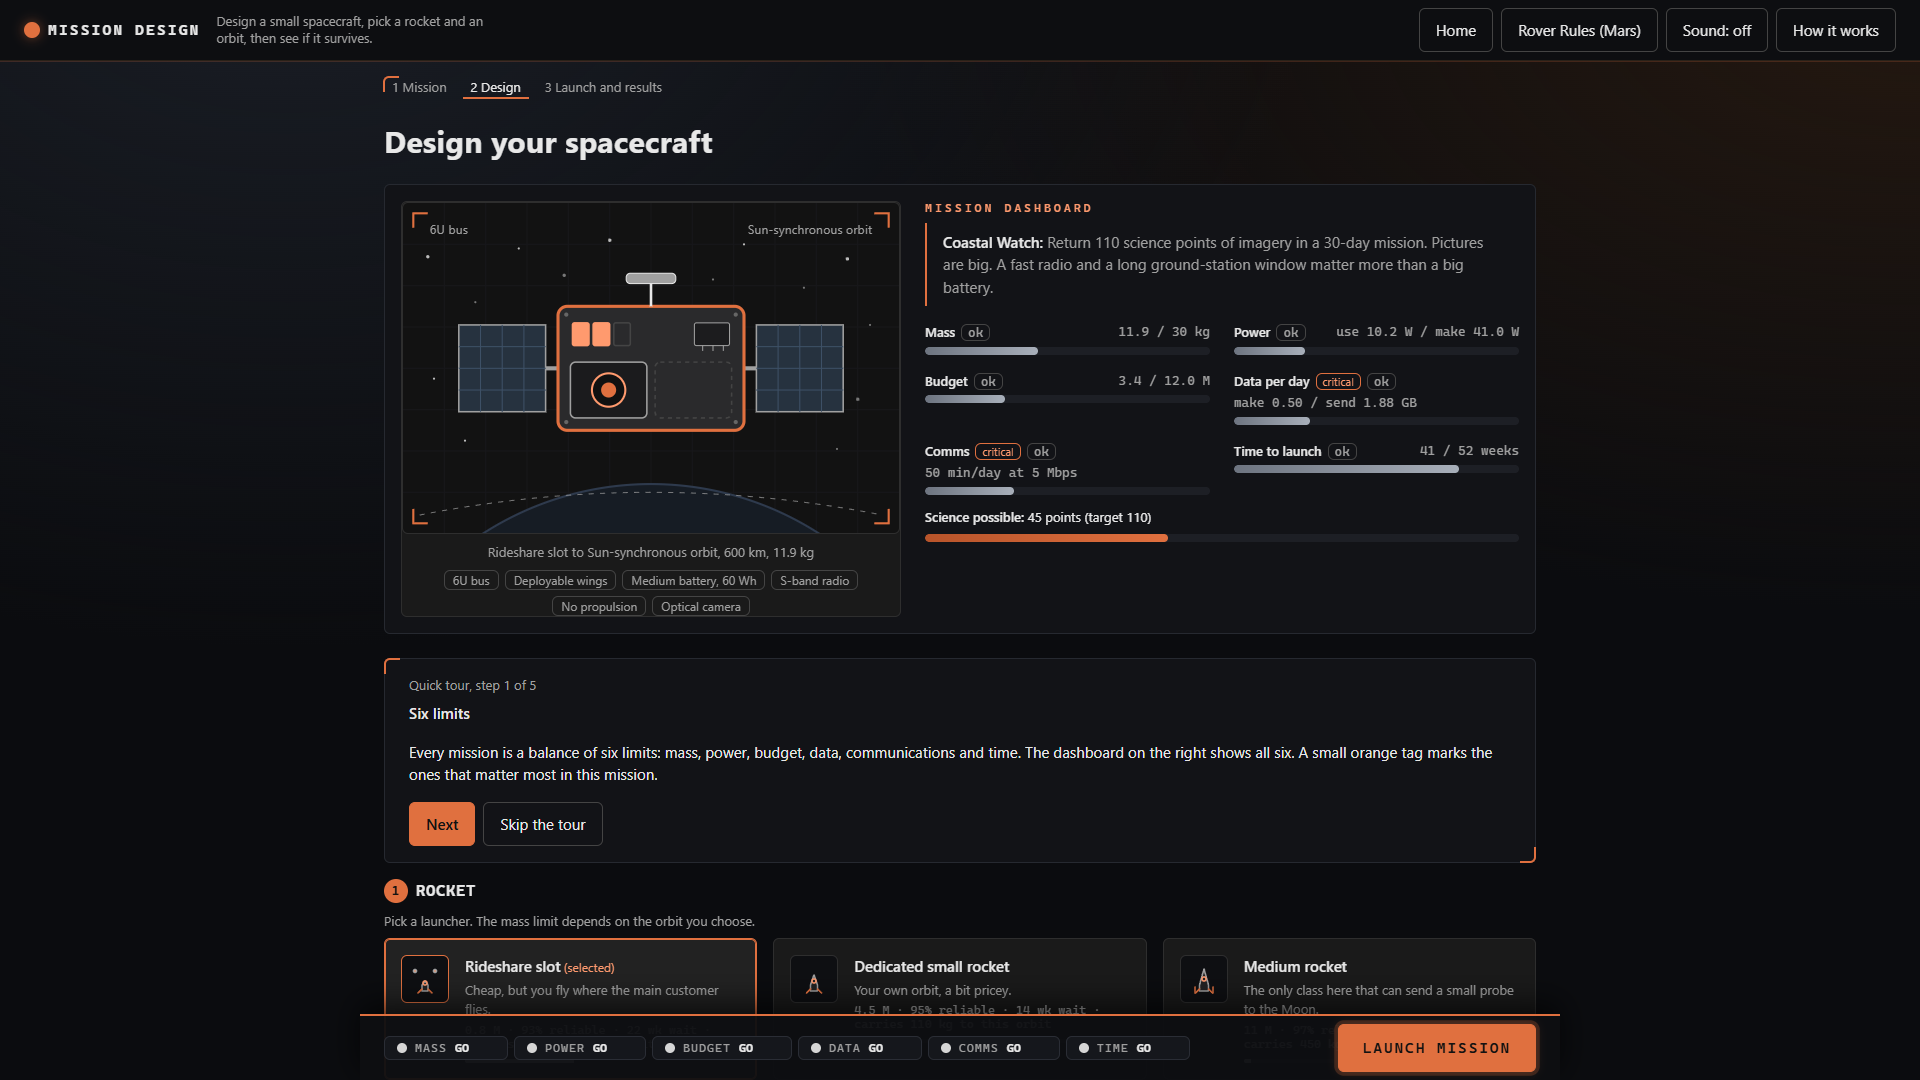 MISSION DESIGN
Design a small spacecraft, pick a rocket and an
orbit, then see if it survives.
Home
Rover Rules (Mars)
Sound: off
How it works
1 Mission
2 Design
3 Launch and results
Design your spacecraft
6U bus
Sun-synchronous orbit
Rideshare slot to Sun-synchronous orbit, 600 km, 11.9 kg
6U bus
Deployable wings
Medium battery, 60 Wh
S-band radio
No propulsion
Optical camera
MISSION DASHBOARD
Coastal Watch: Return 110 science points of imagery in a 30-day mission. Pictures
are big. A fast radio and a long ground-station window matter more than a big
battery.
Mass ok 11.9 / 30 kg
Power ok use 10.2 W / make 41.0 W
Budget ok 3.4 / 12.0 M
Data per day critical ok
make 0.50 / send 1.88 GB
Comms critical ok
50 min/day at 5 Mbps
Time to launch ok 41 / 52 weeks
Science possible: 45 points (target 110)
Quick tour, step 1 of 5
Six limits
Every mission is a balance of six limits: mass, power, budget, data, communications and time. The dashboard on the right shows all six. A small orange tag marks the
ones that matter most in this mission.
Next
Skip the tour
1 ROCKET
Pick a launcher. The mass limit depends on the orbit you choose.
Rideshare slot (selected)
Cheap, but you fly where the main customer
flies.
Dedicated small rocket
Your own orbit, a bit pricey.
4.5 M · 95% reliable · 14 wk wait ·
Medium rocket
The only class here that can send a small probe
to the Moon.
MASS GO
POWER GO
BUDGET GO
DATA GO
COMMS GO
TIME GO
LAUNCH MISSION